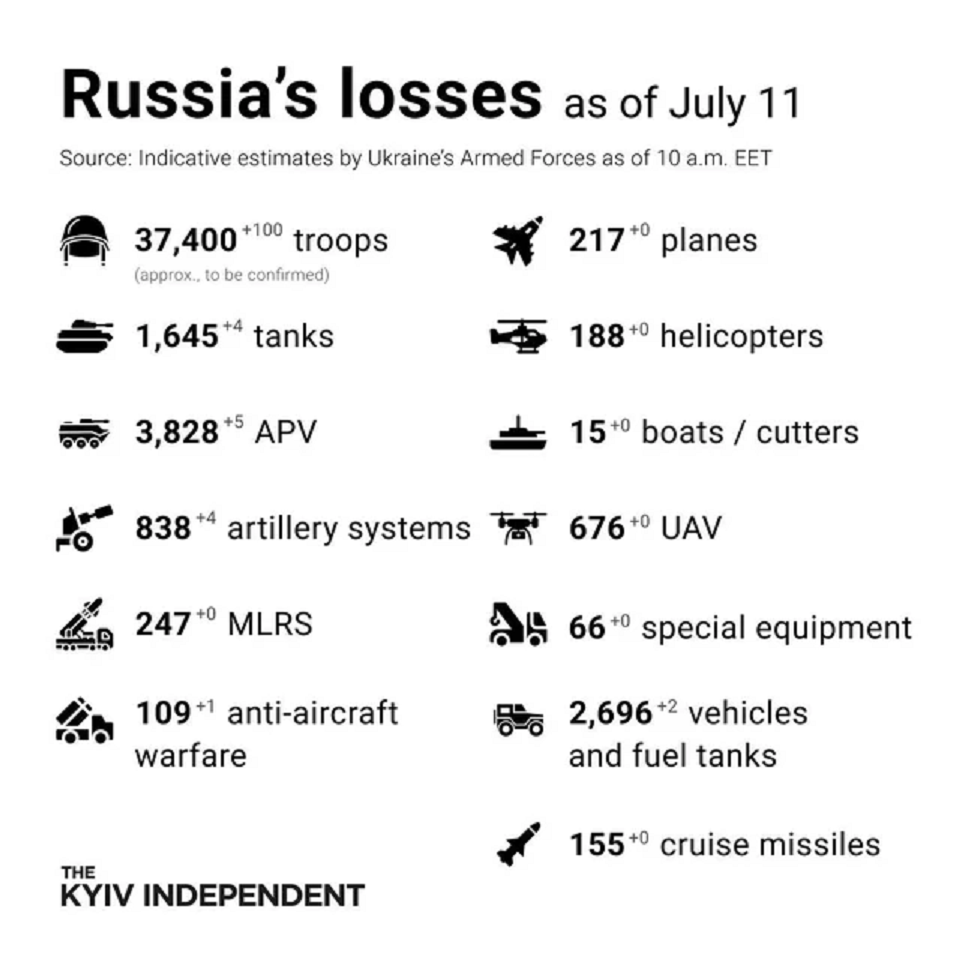 Russia's losses as of July 11
Source: Indicative estimates by Ukraine's Armed Forces as of 10 a.m. EET
37,400 +100 troops
(approx., to be confirmed)
1,645 +4 tanks
3,828 +5 APV
838 +4 artillery systems
247 +0 MLRS
109 +1 anti-aircraft
warfare
217 +0 planes
188 +0 helicopters
15 +0 boats / cutters
676 +0 UAV
66 +0 special equipment
2,696 +2 vehicles
and fuel tanks
155 +0 cruise missiles
THE
KYIV INDEPENDENT